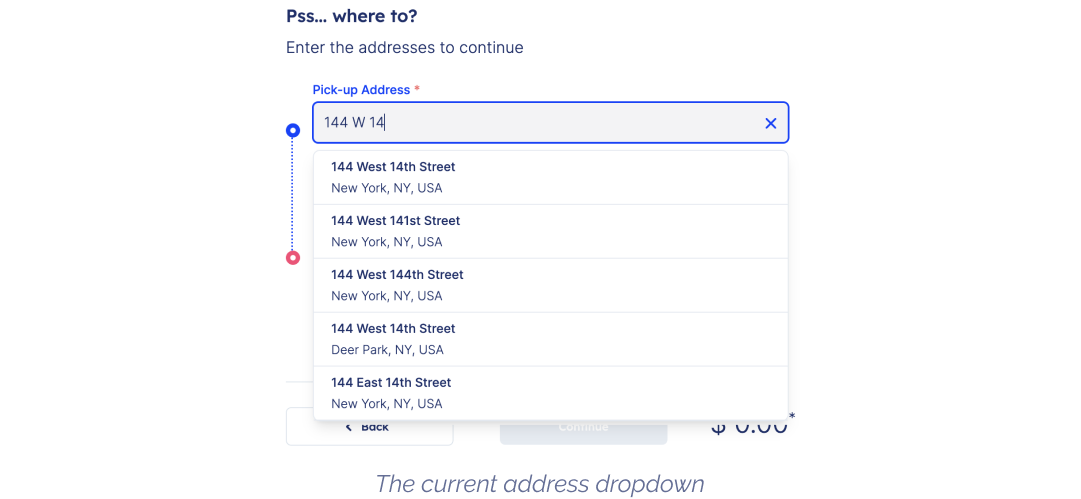 Pss... where to?
Enter the addresses to continue
Pick-up Address *
144 W 14
144 West 14th Street
New York, NY, USA
144 West 141st Street
New York, NY, USA
144 West 144th Street
New York, NY, USA
144 West 14th Street
Deer Park, NY, USA
144 East 14th Street
New York, NY, USA
Back
Continue
$ 0.00*
The current address dropdown